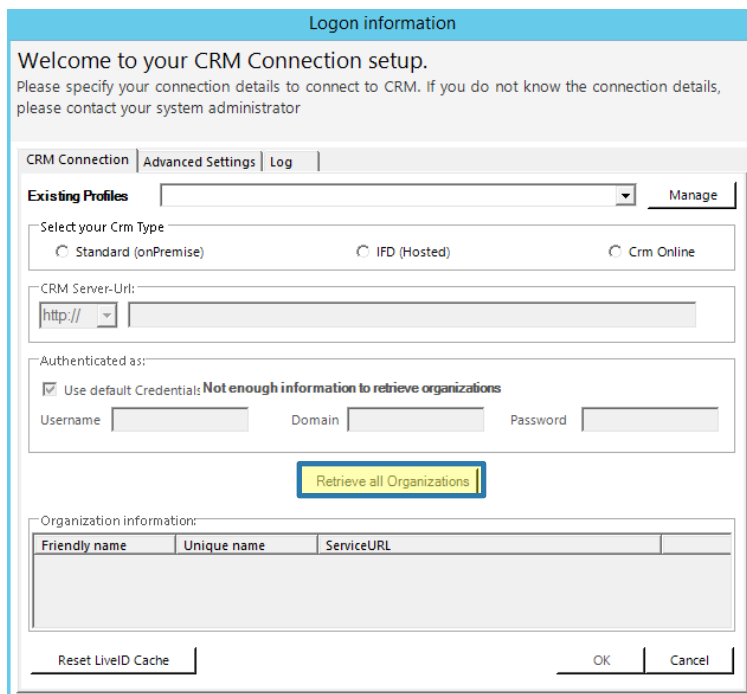 Logon information
Welcome to your CRM Connection setup.
Please specify your connection details to connect to CRM. If you do not know the connection details,
please contact your system administrator
CRM Connection Advanced Settings Log
Existing Profiles Manage
Select your Crm Type
Standard (onPremise) IFD (Hosted) Crm Online
CRM Server-Url:
http://
Authenticated as:
Use default Credentials Not enough information to retrieve organizations
Username Domain Password
Retrieve all Organizations
Organization information:
Friendly name Unique name ServiceURL
Reset LiveID Cache OK Cancel